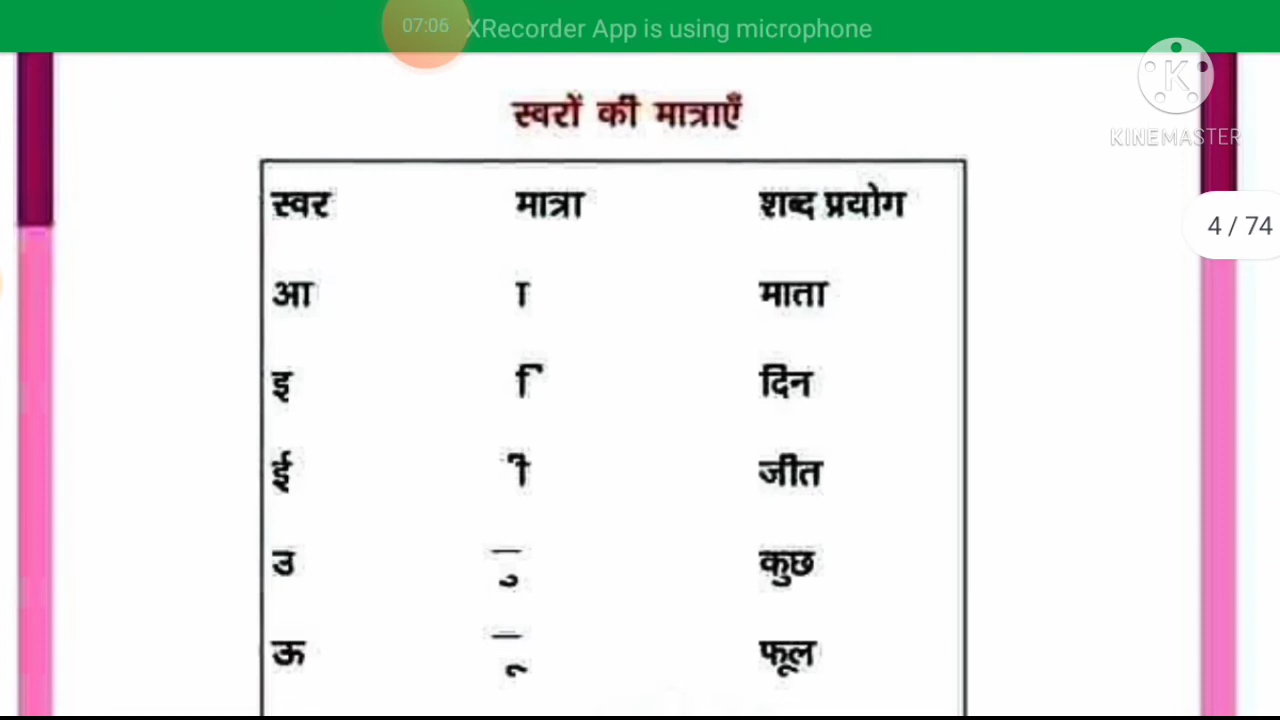 07:06 XRecorder App is using microphone
K
KINEMASTER
स्वरों की मात्राएँ
4 / 74
स्वर मात्रा शब्द प्रयोग
आ ा माता
इ ि दिन
ई ी जीत
उ ु कुछ
ऊ ू फूल